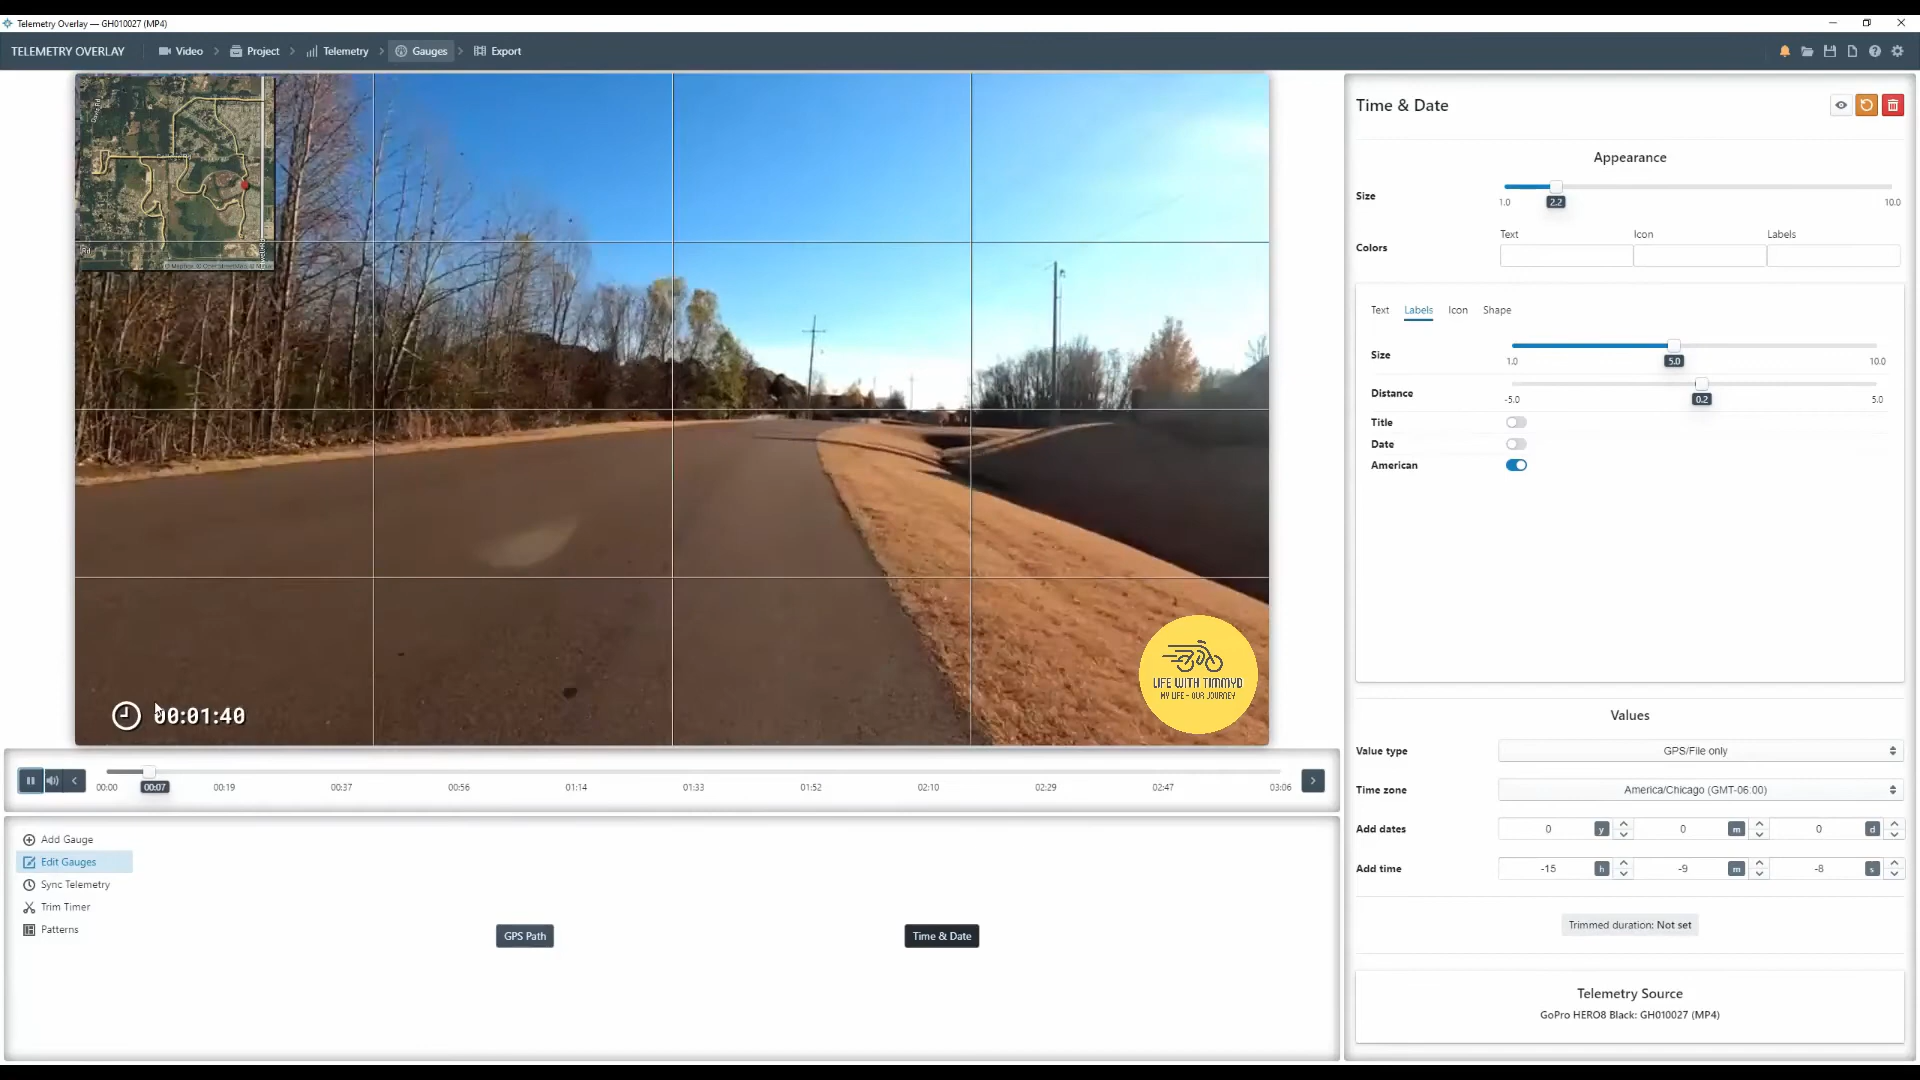 Telemetry Overlay — GH010027 (MP4)
TELEMETRY OVERLAY Video Project Telemetry Gauges Export
Rd
LIFE WITH TIMMYD
MY LIFE - OUR JOURNEY
00:01:40
00:00 00:07 00:19 00:37 00:56 01:14 01:33 01:52 02:10 02:29 02:47 03:06
Add Gauge
Edit Gauges
Sync Telemetry
Trim Timer
Patterns
GPS Path
Time & Date
Time & Date
Appearance
Size
1.0 2.2 10.0
Colors
Text Icon Labels
Text Labels Icon Shape
Size
1.0 5.0 10.0
Distance
-5.0 0.2 5.0
Title
Date
American
Values
Value type GPS/File only
Time zone America/Chicago (GMT-06:00)
Add dates 0 y 0 m 0 d
Add time -15 h -9 m -8 s
Trimmed duration: Not set
Telemetry Source
GoPro HERO8 Black: GH010027 (MP4)